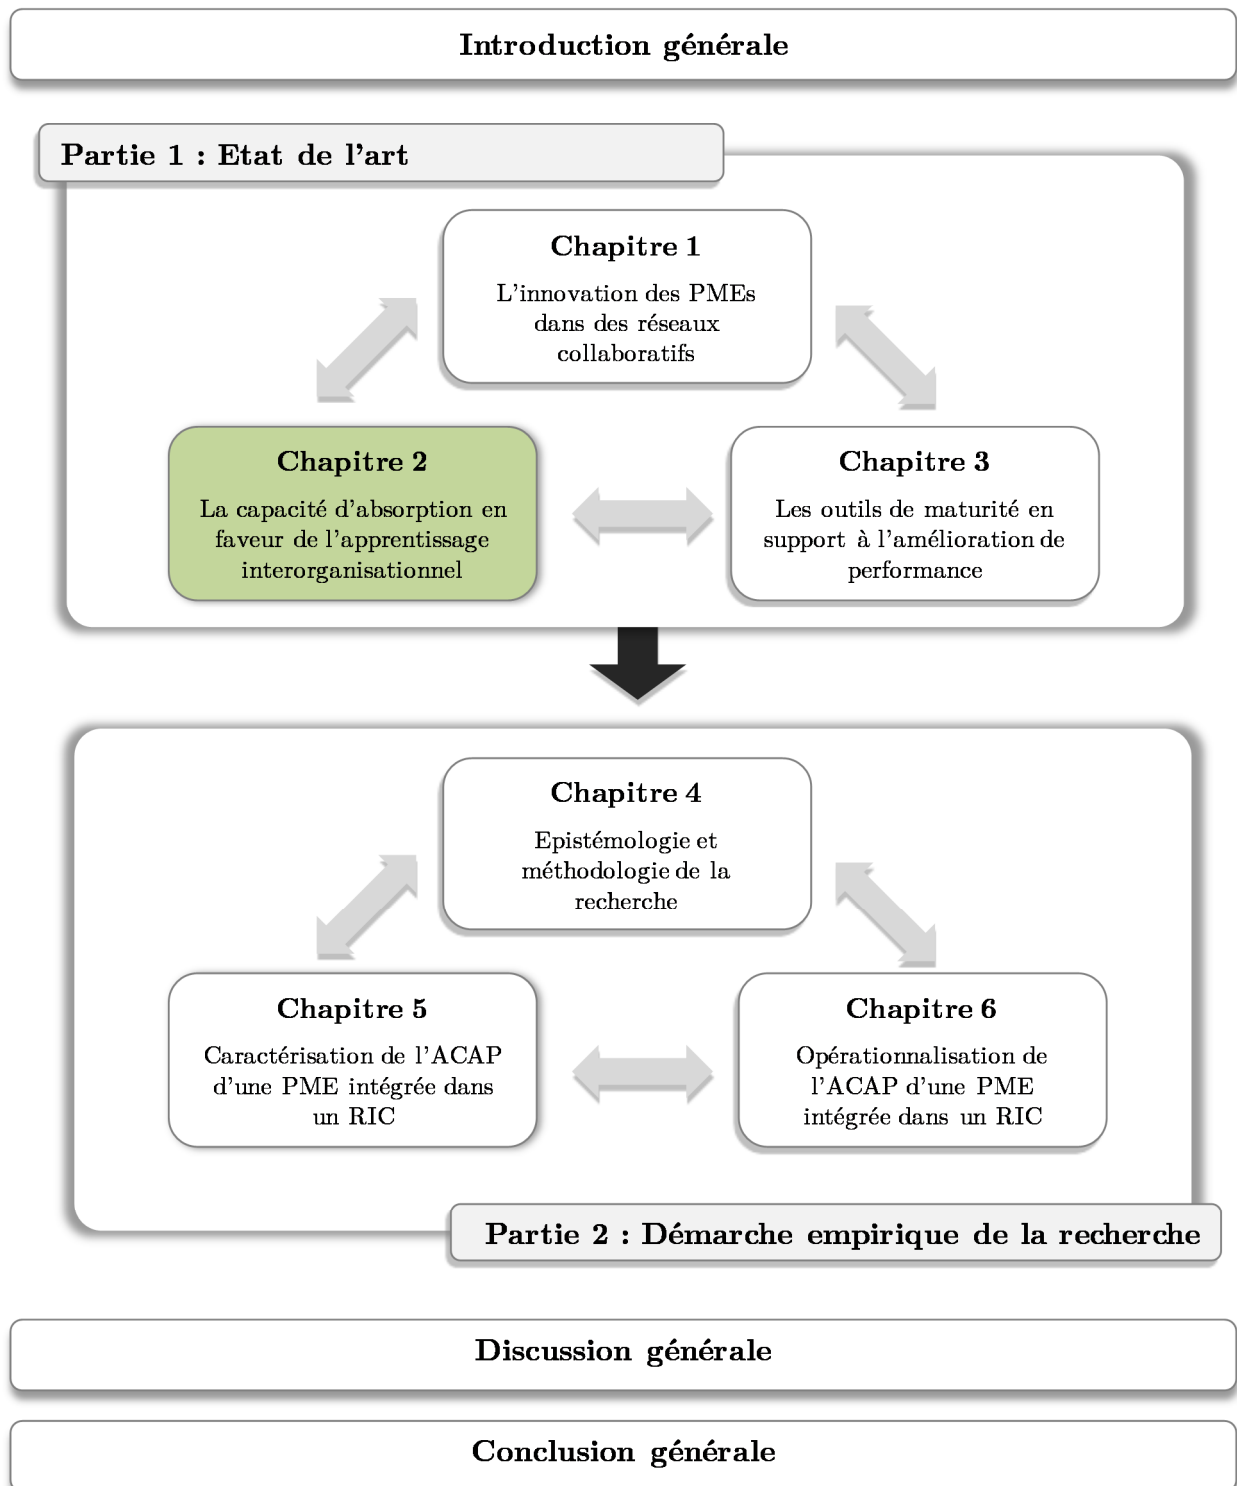 Introduction générale
Partie 1 : Etat de l'art
Chapitre 1
L'innovation des PMEs
dans des réseaux
collaboratifs
Chapitre 2
La capacité d'absorption en
faveur de l'apprentissage
interorganisationnel
Chapitre 3
Les outils de maturité en
support à l'amélioration de
performance
Chapitre 4
Epistémologie et
méthodologie de la
recherche
Chapitre 5
Caractérisation de l'ACAP
d'une PME intégrée dans
un RIC
Chapitre 6
Opérationnalisation de
l'ACAP d'une PME
intégrée dans un RIC
Partie 2 : Démarche empirique de la recherche
Discussion générale
Conclusion générale